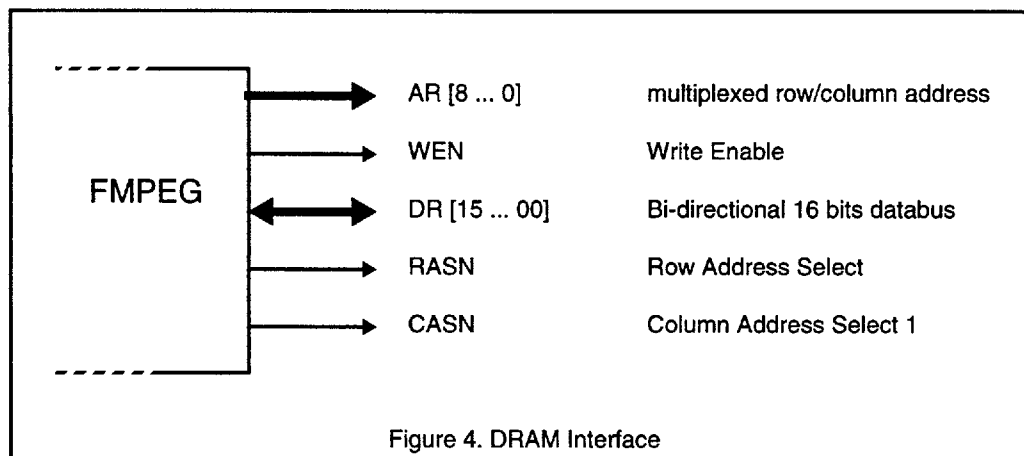 AR [8 ... 0] multiplexed row/column address
WEN Write Enable
FMPEG
DR [15 ... 00] Bi-directional 16 bits databus
RASN Row Address Select
CASN Column Address Select 1
Figure 4. DRAM Interface